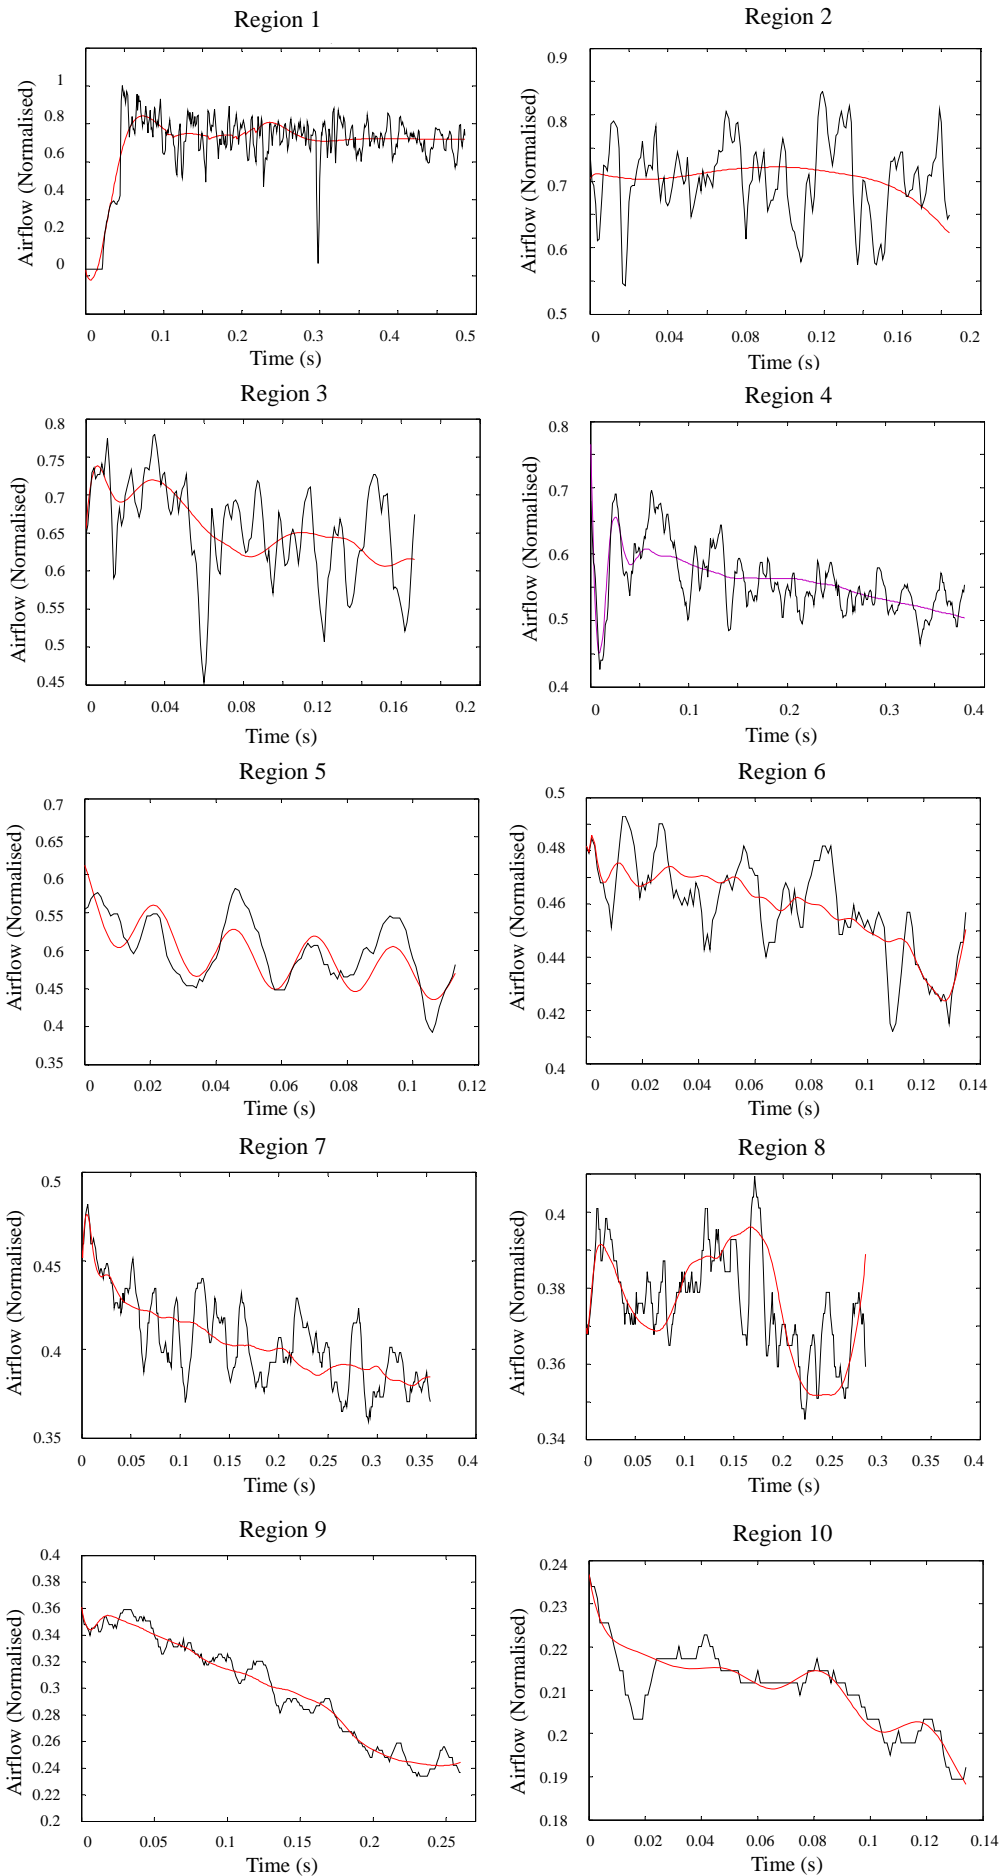 Region 1
Airflow (Normalised)
1
0.8
0.6
0.4
0.2
0
0 0.1 0.2 0.3 0.4 0.5
Time (s)
Region 2
Airflow (Normalised)
0.9
0.8
0.7
0.6
0.5
0 0.04 0.08 0.12 0.16 0.2
Time (s)
Region 3
Airflow (Normalised)
0.8
0.75
0.7
0.65
0.6
0.55
0.5
0.45
0 0.04 0.08 0.12 0.16 0.2
Time (s)
Region 4
Airflow (Normalised)
0.8
0.7
0.6
0.5
0.4
0 0.1 0.2 0.3 0.4
Time (s)
Region 5
Airflow (Normalised)
0.7
0.65
0.6
0.55
0.6
0.45
0.4
0.35
0 0.02 0.04 0.06 0.08 0.1 0.12
Time (s)
Region 6
Airflow (Normalised)
0.5
0.48
0.46
0.44
0.42
0.4
0 0.02 0.04 0.06 0.08 0.1 0.12 0.14
Time (s)
Region 7
Airflow (Normalised)
0.5
0.45
0.4
0.35
0 0.05 0.1 0.15 0.2 0.25 0.3 0.35 0.4
Time (s)
Region 8
Airflow (Normalised)
0.4
0.38
0.36
0.34
0 0.05 0.1 0.15 0.2 0.25 0.3 0.35 0.4
Time (s)
Region 9
Airflow (Normalised)
0.4
0.38
0.36
0.34
0.32
0.3
0.28
0.26
0.24
0.22
0.2
0 0.05 0.1 0.15 0.2 0.25
Time (s)
Region 10
Airflow (Normalised)
0.24
0.23
0.22
0.21
0.20
0.19
0.18
0 0.02 0.04 0.06 0.08 0.1 0.12 0.14
Time (s)